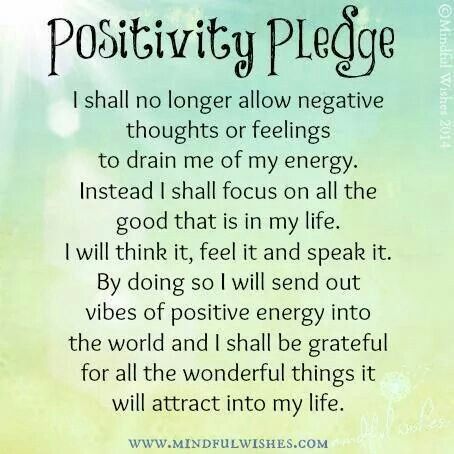 Positivity Pledge
I shall no longer allow negative
thoughts or feelings
to drain me of my energy.
Instead I shall focus on all the
good that is in my life.
I will think it, feel it and speak it.
By doing so I will send out
vibes of positive energy into
the world and I shall be grateful
for all the wonderful things it
will attract into my life.
www.mindfulwishes.com
mindful wishes
©Mindful Wishes 2014